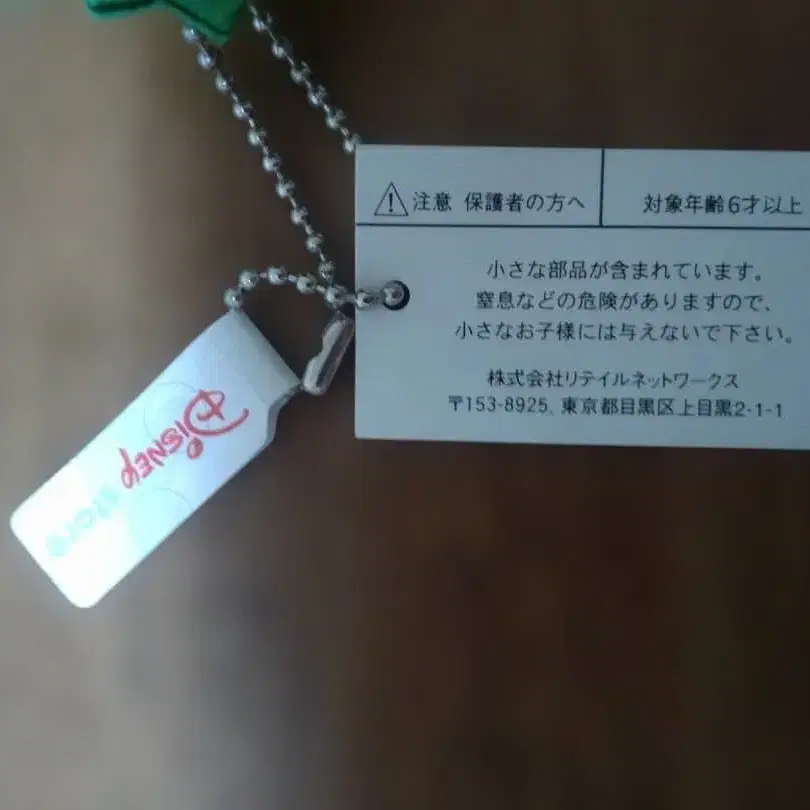 ⚠注意 保護者の方へ
対象年齢6才以上
小さな部品が含まれています。
窒息などの危険がありますので、
小さなお子様には与えないで下さい。
株式会社リテイルネットワークス
〒153-8925、東京都目黒区上目黒2-1-1
Disney store